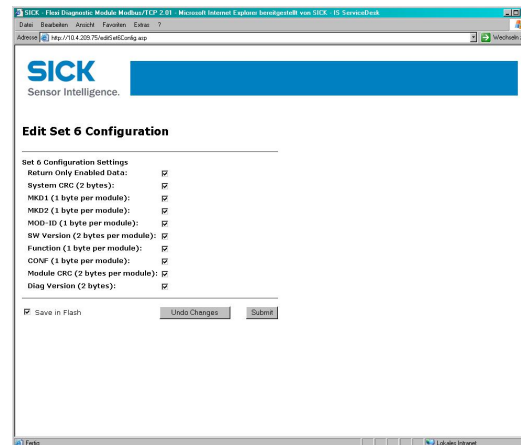 SICK - Flexi Diagnostic Module Modbus/TCP 2.01 - Microsoft Internet Explorer bereitgestellt von SICK - IS ServiceDesk
Datei Bearbeiten Ansicht Favoriten Extras ?
Adresse http://10.4.209.75/editSet6Config.asp Wechseln
SICK
Sensor Intelligence.
Edit Set 6 Configuration
Set 6 Configuration Settings
Return Only Enabled Data:
System CRC (2 bytes):
MKD1 (1 byte per module):
MKD2 (1 byte per module):
MOD-ID (1 byte per module):
SW Version (2 bytes per module):
Function (1 byte per module):
CONF (1 byte per module):
Module CRC (2 bytes per module):
Diag Version (2 bytes):
Save in Flash Undo Changes Submit
Fertig Lokales Intranet